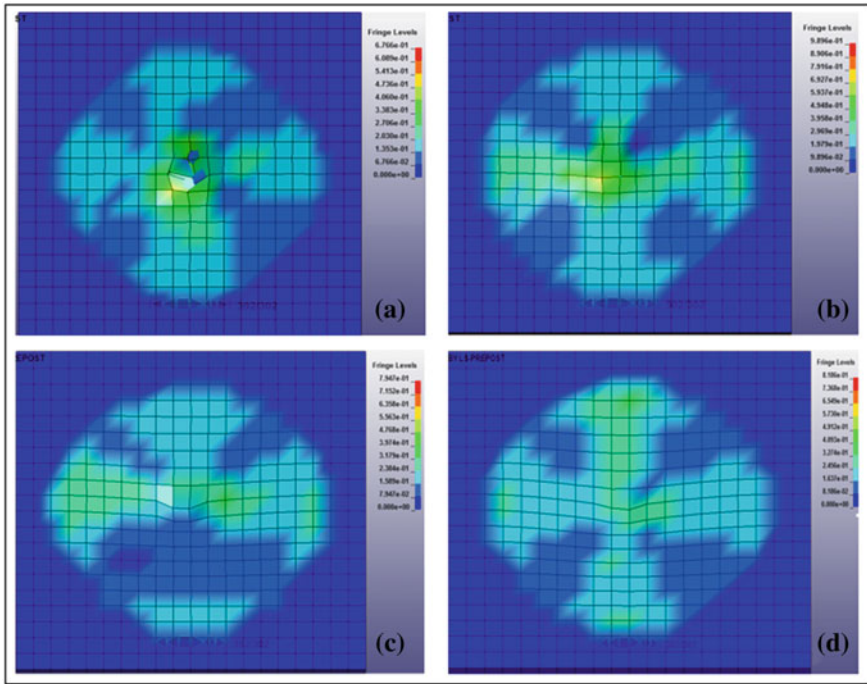 ST
Fringe Levels
6.766e-01
6.089e-01
5.413e-01
4.736e-01
4.060e-01
3.383e-01
2.706e-01
2.030e-01
1.353e-01
6.766e-02
0.000e+00
(a)
ST
Fringe Levels
9.896e-01
8.906e-01
7.916e-01
6.927e-01
5.937e-01
4.948e-01
3.958e-01
2.969e-01
1.979e-01
9.896e-02
0.000e+00
(b)
EPOST
Fringe Levels
7.947e-01
7.152e-01
6.358e-01
5.563e-01
4.768e-01
3.974e-01
3.179e-01
2.384e-01
1.589e-01
7.947e-02
0.000e+00
(c)
BY LS-PREPOST
Fringe Levels
8.186e-01
7.368e-01
6.549e-01
5.730e-01
4.912e-01
4.093e-01
3.274e-01
2.456e-01
1.637e-01
8.186e-02
0.000e+00
(d)